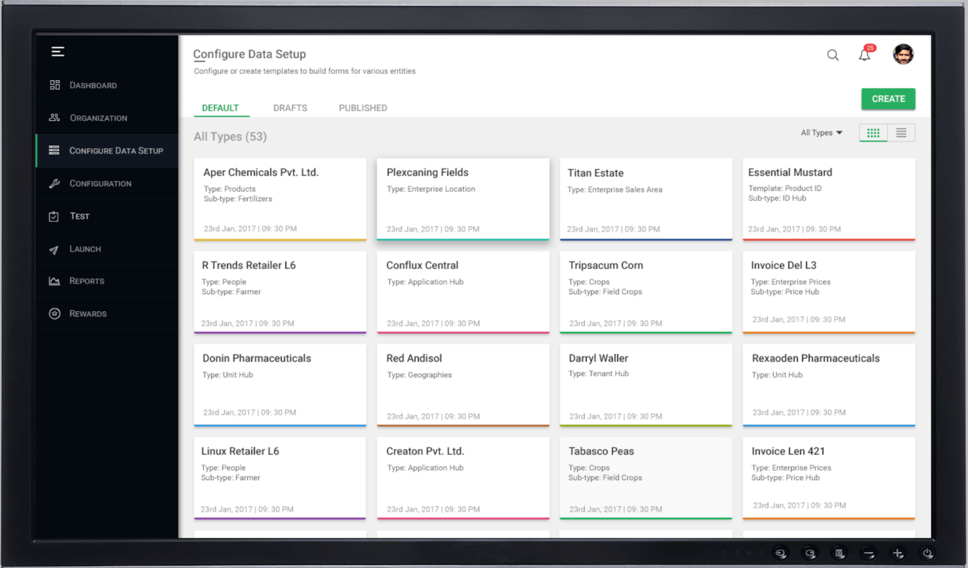 Configure Data Setup
Configure or create templates to build forms for various entities
25
DASHBOARD
ORGANIZATION
CONFIGURE DATA SETUP
CONFIGURATION
TEST
LAUNCH
REPORTS
REWARDS
DEFAULT DRAFTS PUBLISHED
CREATE
All Types (53)
All Types
Aper Chemicals Pvt. Ltd.
Type: Products
Sub-type: Fertilizers
23rd Jan, 2017 | 09: 30 PM
Plexcaning Fields
Type: Enterprise Location
23rd Jan, 2017 | 09: 30 PM
Titan Estate
Type: Enterprise Sales Area
23rd Jan, 2017 | 09: 30 PM
Essential Mustard
Template: Product ID
Sub-type: ID Hub
23rd Jan, 2017 | 09: 30 PM
R Trends Retailer L6
Type: People
Sub-type: Farmer
23rd Jan, 2017 | 09: 30 PM
Conflux Central
Type: Application Hub
23rd Jan, 2017 | 09: 30 PM
Tripsacum Corn
Type: Crops
Sub-type: Field Crops
23rd Jan, 2017 | 09: 30 PM
Invoice Del L3
Type: Enterprise Prices
Sub-type: Price Hub
23rd Jan, 2017 | 09: 30 PM
Donin Pharmaceuticals
Type: Unit Hub
23rd Jan, 2017 | 09: 30 PM
Red Andisol
Type: Geographies
23rd Jan, 2017 | 09: 30 PM
Darryl Waller
Type: Tenant Hub
23rd Jan, 2017 | 09: 30 PM
Rexaoden Pharmaceuticals
Type: Unit Hub
23rd Jan, 2017 | 09: 30 PM
Linux Retailer L6
Type: People
Sub-type: Farmer
23rd Jan, 2017 | 09: 30 PM
Creaton Pvt. Ltd.
Type: Application Hub
23rd Jan, 2017 | 09: 30 PM
Tabasco Peas
Type: Crops
Sub-type: Field Crops
23rd Jan, 2017 | 09: 30 PM
Invoice Len 421
Type: Enterprise Prices
Sub-type: Price Hub
23rd Jan, 2017 | 09: 30 PM